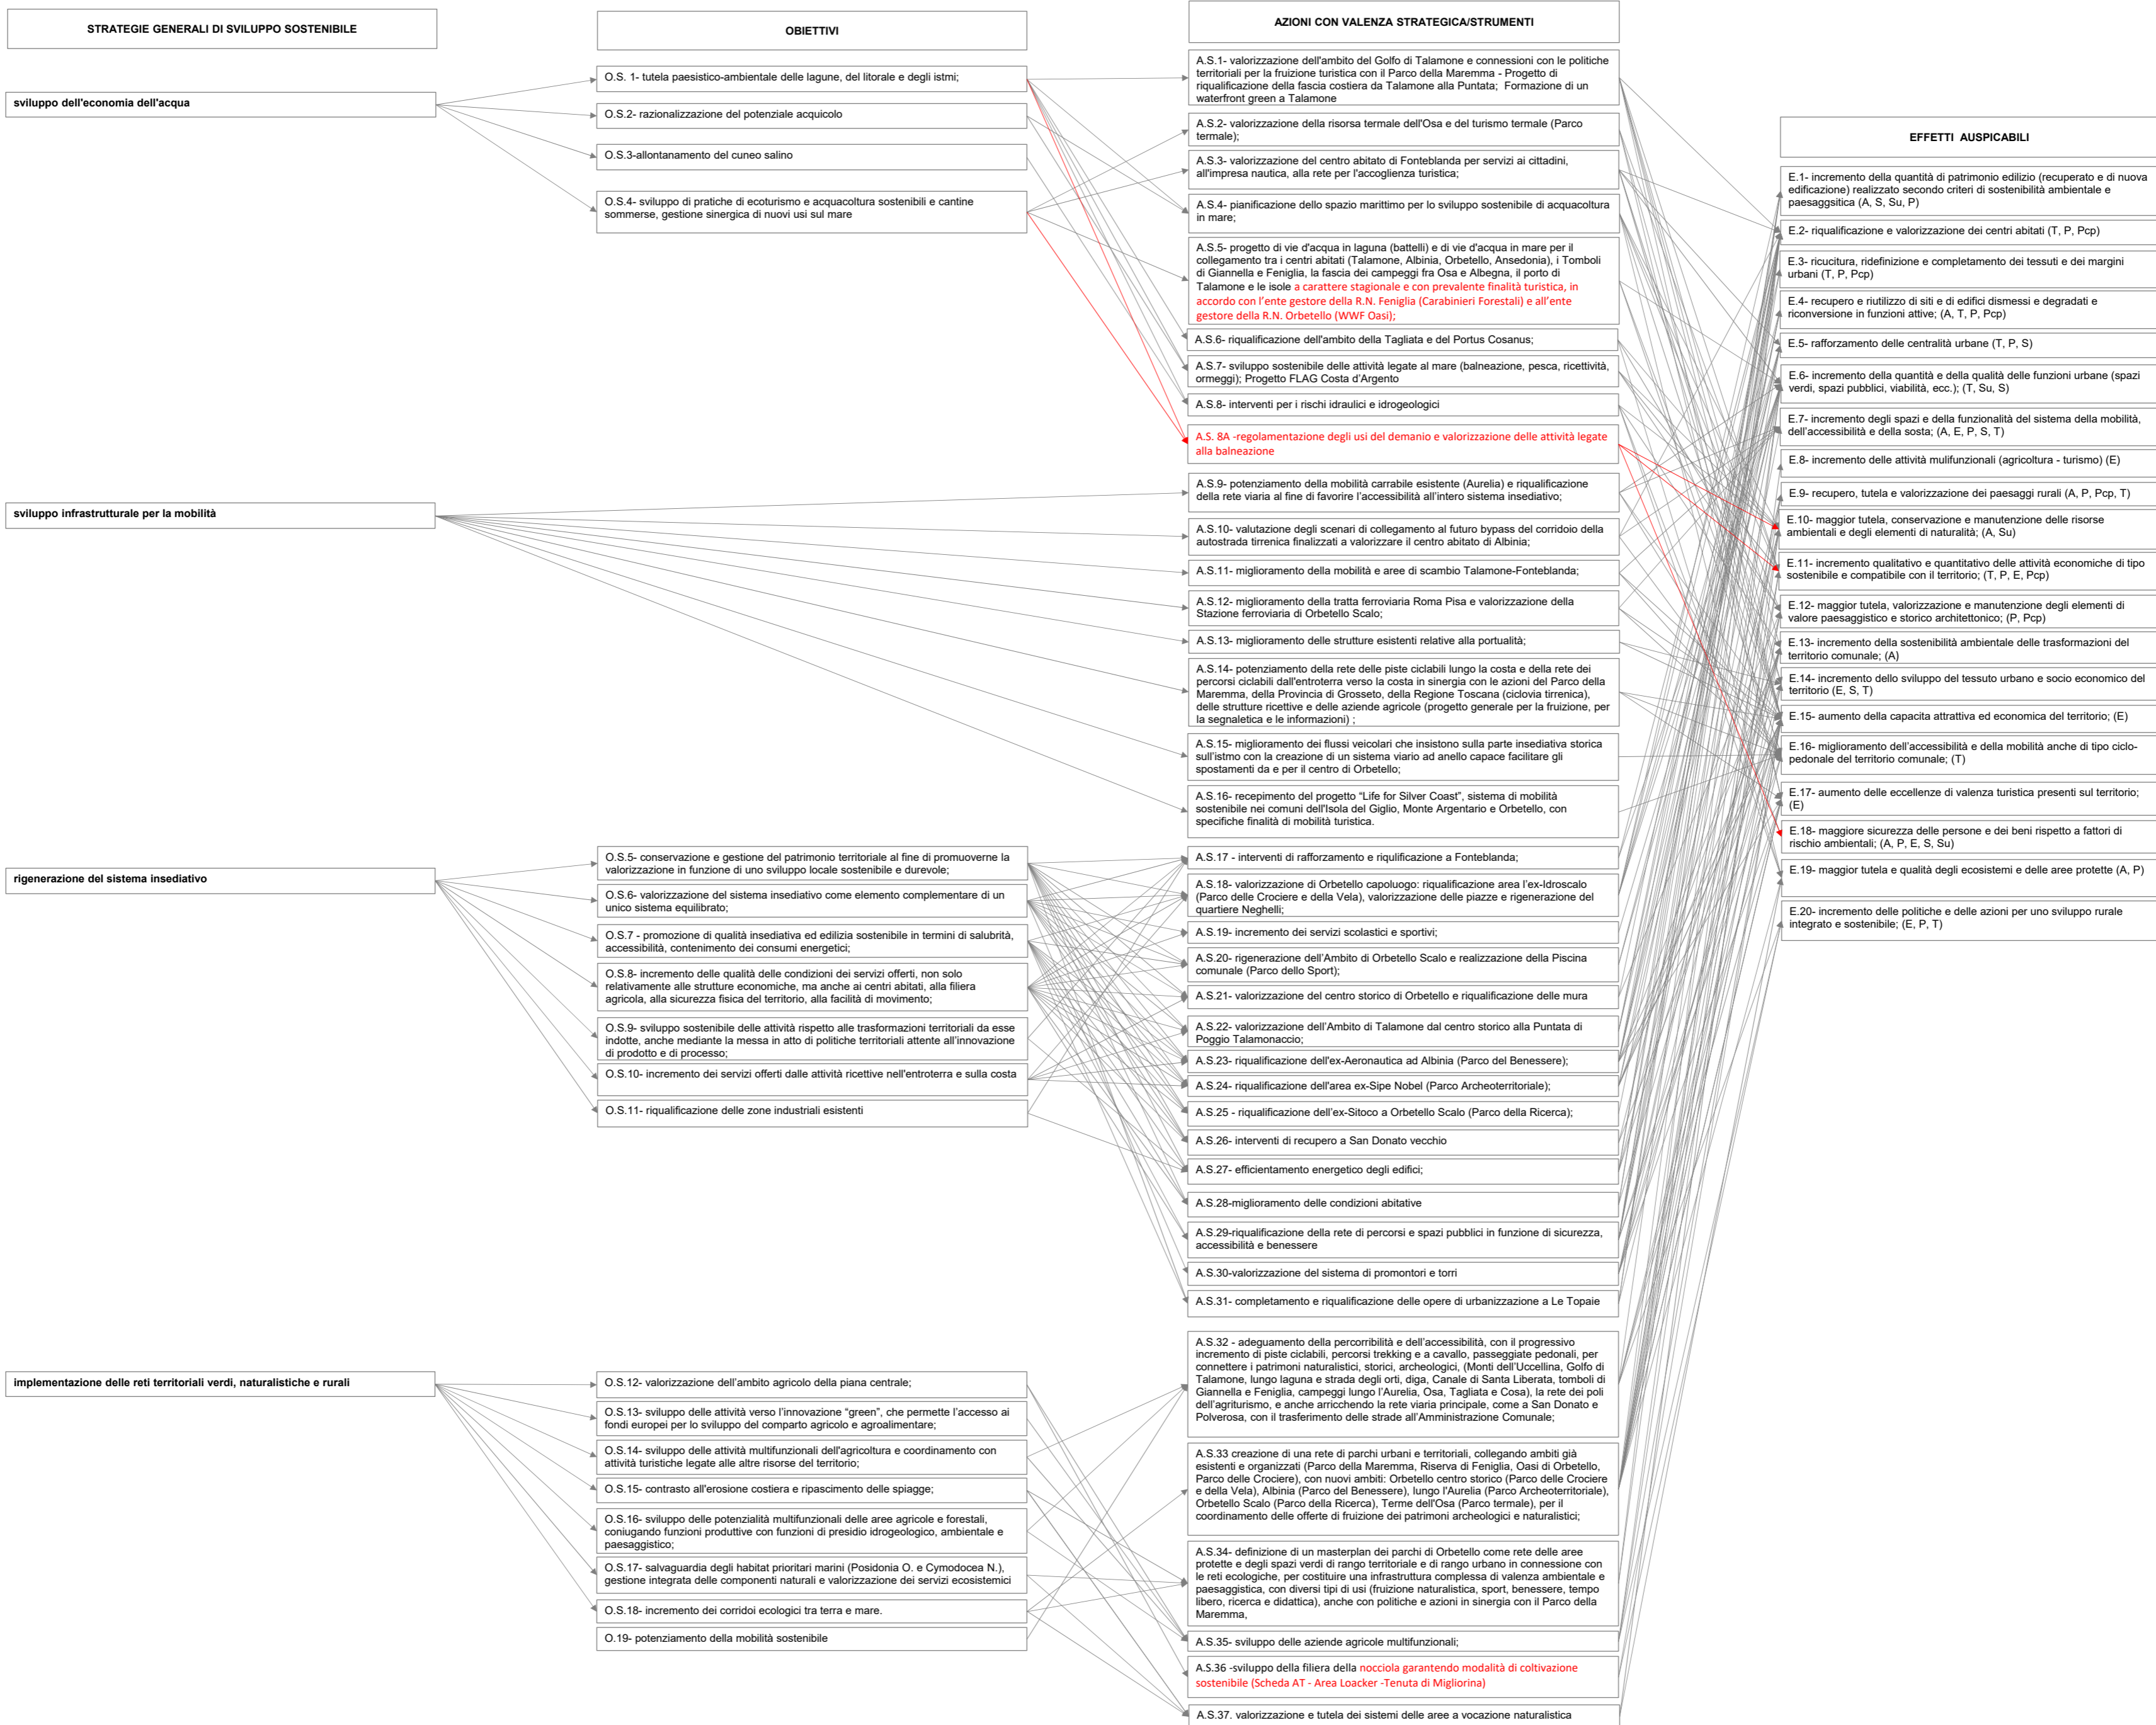 STRATEGIE GENERALI DI SVILUPPO SOSTENIBILE
sviluppo dell'economia dell'acqua
sviluppo infrastrutturale per la mobilità
rigenerazione del sistema insediativo
implementazione delle reti territoriali verdi, naturalistiche e rurali
OBIETTIVI
O.S. 1- tutela paesistico-ambientale delle lagune, del litorale e degli istmi;
O.S.2- razionalizzazione del potenziale acquicolo
O.S.3-allontanamento del cuneo salino
O.S.4- sviluppo di pratiche di ecoturismo e acquacoltura sostenibili e cantine
sommerse, gestione sinergica di nuovi usi sul mare
O.S.5- conservazione e gestione del patrimonio territoriale al fine di promuoverne la
valorizzazione in funzione di uno sviluppo locale sostenibile e durevole;
O.S.6- valorizzazione del sistema insediativo come elemento complementare di un
unico sistema equilibrato;
O.S.7 - promozione di qualità insediativa ed edilizia sostenibile in termini di salubrità,
accessibilità, contenimento dei consumi energetici;
O.S.8- incremento delle qualità delle condizioni dei servizi offerti, non solo
relativamente alle strutture economiche, ma anche ai centri abitati, alla filiera
agricola, alla sicurezza fisica del territorio, alla facilità di movimento;
O.S.9- sviluppo sostenibile delle attività rispetto alle trasformazioni territoriali da esse
indotte, anche mediante la messa in atto di politiche territoriali attente all'innovazione
di prodotto e di processo;
O.S.10- incremento dei servizi offerti dalle attività ricettive nell'entroterra e sulla costa
O.S.11- riqualificazione delle zone industriali esistenti
O.S.12- valorizzazione dell'ambito agricolo della piana centrale;
O.S.13- sviluppo delle attività verso l'innovazione "green", che permette l'accesso ai
fondi europei per lo sviluppo del comparto agricolo e agroalimentare;
O.S.14- sviluppo delle attività multifunzionali dell'agricoltura e coordinamento con
attività turistiche legate alle altre risorse del territorio;
O.S.15- contrasto all'erosione costiera e ripascimento delle spiagge;
O.S.16- sviluppo delle potenzialità multifunzionali delle aree agricole e forestali,
coniugando funzioni produttive con funzioni di presidio idrogeologico, ambientale e
paesaggistico;
O.S.17- salvaguardia degli habitat prioritari marini (Posidonia O. e Cymodocea N.),
gestione integrata delle componenti naturali e valorizzazione dei servizi ecosistemici
O.S.18- incremento dei corridoi ecologici tra terra e mare.
O.19- potenziamento della mobilità sostenibile
AZIONI CON VALENZA STRATEGICA/STRUMENTI
A.S.1- valorizzazione dell'ambito del Golfo di Talamone e connessioni con le politiche
territoriali per la fruizione turistica con il Parco della Maremma - Progetto di
riqualificazione della fascia costiera da Talamone alla Puntata; Formazione di un
waterfront green a Talamone
A.S.2- valorizzazione della risorsa termale dell'Osa e del turismo termale (Parco
termale);
A.S.3- valorizzazione del centro abitato di Fonteblanda per servizi ai cittadini,
all'impresa nautica, alla rete per l'accoglienza turistica;
A.S.4- pianificazione dello spazio marittimo per lo sviluppo sostenibile di acquacoltura
in mare;
A.S.5- progetto di vie d'acqua in laguna (battelli) e di vie d'acqua in mare per il
collegamento tra i centri abitati (Talamone, Albinia, Orbetello, Ansedonia), i Tomboli
di Giannella e Feniglia, la fascia dei campeggi fra Osa e Albegna, il porto di
Talamone e le isole a carattere stagionale e con prevalente finalità turistica, in
accordo con l'ente gestore della R.N. Feniglia (Carabinieri Forestali) e all'ente
gestore della R.N. Orbetello (WWF Oasi);
A.S.6- riqualificazione dell'ambito della Tagliata e del Portus Cosanus;
A.S.7- sviluppo sostenibile delle attività legate al mare (balneazione, pesca, ricettività,
ormeggi); Progetto FLAG Costa d'Argento
A.S.8- interventi per i rischi idraulici e idrogeologici
A.S. 8A -regolamentazione degli usi del demanio e valorizzazione delle attività legate
alla balneazione
A.S.9- potenziamento della mobilità carrabile esistente (Aurelia) e riqualificazione
della rete viaria al fine di favorire l'accessibilità all'intero sistema insediativo;
A.S.10- valutazione degli scenari di collegamento al futuro bypass del corridoio della
autostrada tirrenica finalizzati a valorizzare il centro abitato di Albinia;
A.S.11- miglioramento della mobilità e aree di scambio Talamone-Fonteblanda;
A.S.12- miglioramento della tratta ferroviaria Roma Pisa e valorizzazione della
Stazione ferroviaria di Orbetello Scalo;
A.S.13- miglioramento delle strutture esistenti relative alla portualità;
A.S.14- potenziamento della rete delle piste ciclabili lungo la costa e della rete dei
percorsi ciclabili dall'entroterra verso la costa in sinergia con le azioni del Parco della
Maremma, della Provincia di Grosseto, della Regione Toscana (ciclovia tirrenica),
delle strutture ricettive e delle aziende agricole (progetto generale per la fruizione, per
la segnaletica e le informazioni) ;
A.S.15- miglioramento dei flussi veicolari che insistono sulla parte insediativa storica
sull'istmo con la creazione di un sistema viario ad anello capace facilitare gli
spostamenti da e per il centro di Orbetello;
A.S.16- recepimento del progetto "Life for Silver Coast", sistema di mobilità
sostenibile nei comuni dell'Isola del Giglio, Monte Argentario e Orbetello, con
specifiche finalità di mobilità turistica.
A.S.17 - interventi di rafforzamento e riqulificazione a Fonteblanda;
A.S.18- valorizzazione di Orbetello capoluogo: riqualificazione area l'ex-Idroscalo
(Parco delle Crociere e della Vela), valorizzazione delle piazze e rigenerazione del
quartiere Neghelli;
A.S.19- incremento dei servizi scolastici e sportivi;
A.S.20- rigenerazione dell'Ambito di Orbetello Scalo e realizzazione della Piscina
comunale (Parco dello Sport);
A.S.21- valorizzazione del centro storico di Orbetello e riqualificazione delle mura
A.S.22- valorizzazione dell'Ambito di Talamone dal centro storico alla Puntata di
Poggio Talamonaccio;
A.S.23- riqualificazione dell'ex-Aeronautica ad Albinia (Parco del Benessere);
A.S.24- riqualificazione dell'area ex-Sipe Nobel (Parco Archeoterritoriale);
A.S.25 - riqualificazione dell'ex-Sitoco a Orbetello Scalo (Parco della Ricerca);
A.S.26- interventi di recupero a San Donato vecchio
A.S.27- efficientamento energetico degli edifici;
A.S.28-miglioramento delle condizioni abitative
A.S.29-riqualificazione della rete di percorsi e spazi pubblici in funzione di sicurezza,
accessibilità e benessere
A.S.30-valorizzazione del sistema di promontori e torri
A.S.31- completamento e riqualificazione delle opere di urbanizzazione a Le Topaie
A.S.32 - adeguamento della percorribilità e dell'accessibilità, con il progressivo
incremento di piste ciclabili, percorsi trekking e a cavallo, passeggiate pedonali, per
connettere i patrimoni naturalistici, storici, archeologici, (Monti dell'Uccellina, Golfo di
Talamone, lungo laguna e strada degli orti, diga, Canale di Santa Liberata, tomboli di
Giannella e Feniglia, campeggi lungo l'Aurelia, Osa, Tagliata e Cosa), la rete dei poli
dell'agriturismo, e anche arricchendo la rete viaria principale, come a San Donato e
Polverosa, con il trasferimento delle strade all'Amministrazione Comunale;
A.S.33 creazione di una rete di parchi urbani e territoriali, collegando ambiti già
esistenti e organizzati (Parco della Maremma, Riserva di Feniglia, Oasi di Orbetello,
Parco delle Crociere), con nuovi ambiti: Orbetello centro storico (Parco delle Crociere
e della Vela), Albinia (Parco del Benessere), lungo l'Aurelia (Parco Archeoterritoriale),
Orbetello Scalo (Parco della Ricerca), Terme dell'Osa (Parco termale), per il
coordinamento delle offerte di fruizione dei patrimoni archeologici e naturalistici;
A.S.34- definizione di un masterplan dei parchi di Orbetello come rete delle aree
protette e degli spazi verdi di rango territoriale e di rango urbano in connessione con
le reti ecologiche, per costituire una infrastruttura complessa di valenza ambientale e
paesaggistica, con diversi tipi di usi (fruizione naturalistica, sport, benessere, tempo
libero, ricerca e didattica), anche con politiche e azioni in sinergia con il Parco della
Maremma,
A.S.35- sviluppo delle aziende agricole multifunzionali;
A.S.36 -sviluppo della filiera della nocciola garantendo modalità di coltivazione
sostenibile (Scheda AT - Area Loacker -Tenuta di Migliorina)
A.S.37. valorizzazione e tutela dei sistemi delle aree a vocazione naturalistica
EFFETTI AUSPICABILI
E.1- incremento della quantità di patrimonio edilizio (recuperato e di nuova
edificazione) realizzato secondo criteri di sostenibilità ambientale e
paesaggsitica (A, S, Su, P)
E.2- riqualificazione e valorizzazione dei centri abitati (T, P, Pcp)
E.3- ricucitura, ridefinizione e completamento dei tessuti e dei margini
urbani (T, P, Pcp)
E.4- recupero e riutilizzo di siti e di edifici dismessi e degradati e
riconversione in funzioni attive; (A, T, P, Pcp)
E.5- rafforzamento delle centralità urbane (T, P, S)
E.6- incremento della quantità e della qualità delle funzioni urbane (spazi
verdi, spazi pubblici, viabilità, ecc.); (T, Su, S)
E.7- incremento degli spazi e della funzionalità del sistema della mobilità,
dell'accessibilità e della sosta; (A, E, P, S, T)
E.8- incremento delle attività mulifunzionali (agricoltura - turismo) (E)
E.9- recupero, tutela e valorizzazione dei paesaggi rurali (A, P, Pcp, T)
E.10- maggior tutela, conservazione e manutenzione delle risorse
ambientali e degli elementi di naturalità; (A, Su)
E.11- incremento qualitativo e quantitativo delle attività economiche di tipo
sostenibile e compatibile con il territorio; (T, P, E, Pcp)
E.12- maggior tutela, valorizzazione e manutenzione degli elementi di
valore paesaggistico e storico architettonico; (P, Pcp)
E.13- incremento della sostenibilità ambientale delle trasformazioni del
territorio comunale; (A)
E.14- incremento dello sviluppo del tessuto urbano e socio economico del
territorio (E, S, T)
E.15- aumento della capacita attrattiva ed economica del territorio; (E)
E.16- miglioramento dell'accessibilità e della mobilità anche di tipo ciclo-
pedonale del territorio comunale; (T)
E.17- aumento delle eccellenze di valenza turistica presenti sul territorio;
(E)
E.18- maggiore sicurezza delle persone e dei beni rispetto a fattori di
rischio ambientali; (A, P, E, S, Su)
E.19- maggior tutela e qualità degli ecosistemi e delle aree protette (A, P)
E.20- incremento delle politiche e delle azioni per uno sviluppo rurale
integrato e sostenibile; (E, P, T)